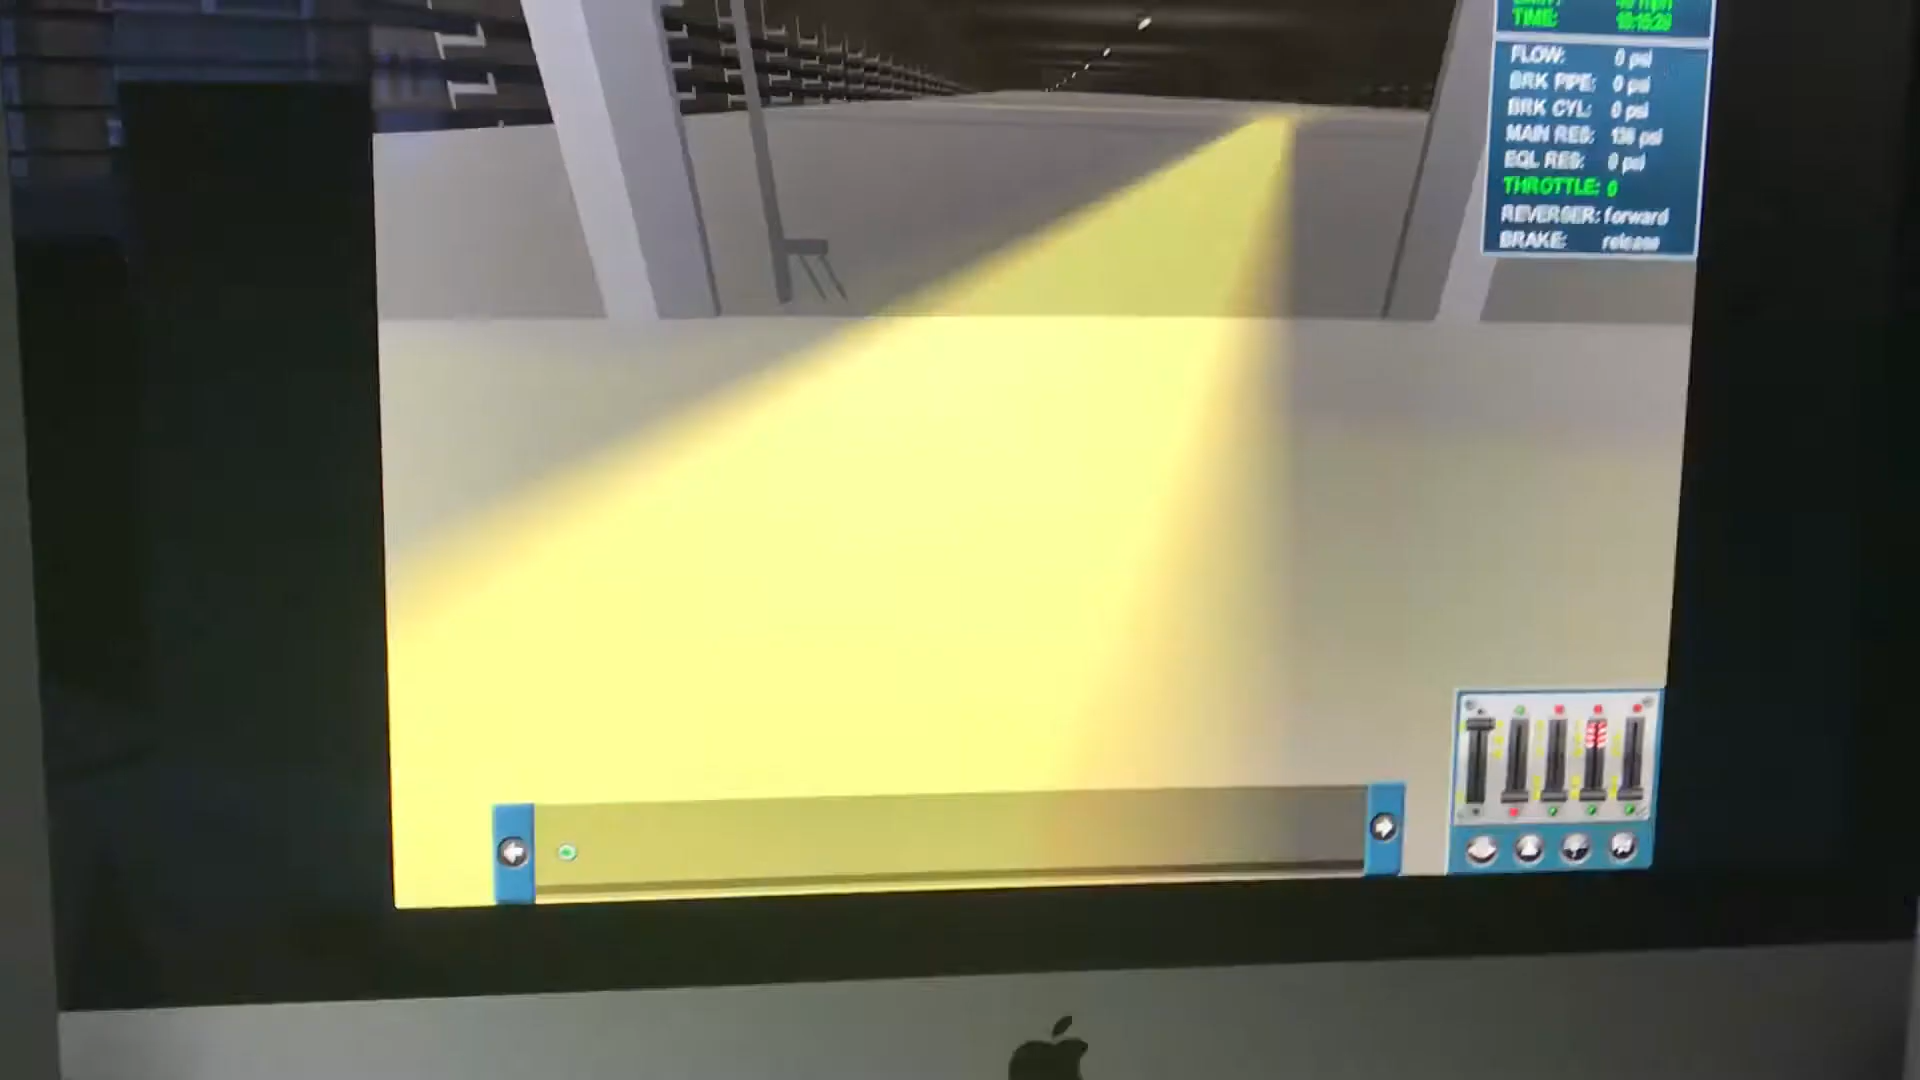 TIME:
FLOW: 0 psi
BRK PIPE: 0 psi
BRK CYL: 0 psi
MAIN RES: 136 psi
EQL RES: 0 psi
THROTTLE: 0
REVERSER: forward
BRAKE: release